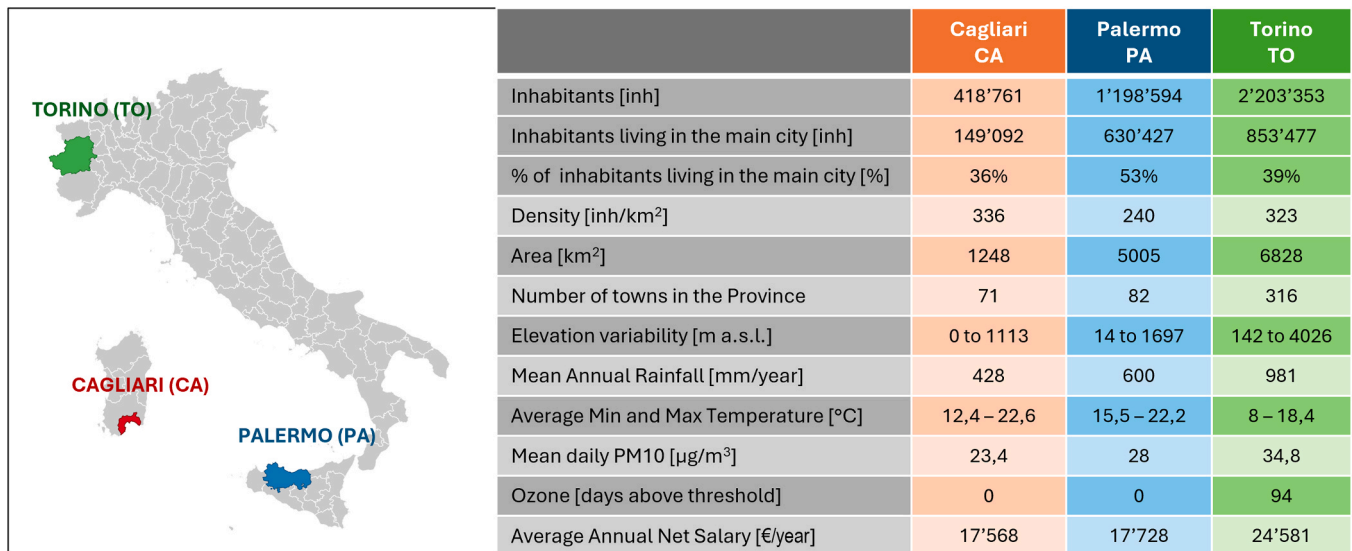 TORINO (TO)
CAGLIARI (CA)
PALERMO (PA)
Cagliari CA Palermo PA Torino TO
Inhabitants [inh] 418’761 1’198’594 2’203’353
Inhabitants living in the main city [inh] 149’092 630’427 853’477
% of inhabitants living in the main city [%] 36% 53% 39%
Density [inh/km²] 336 240 323
Area [km²] 1248 5005 6828
Number of towns in the Province 71 82 316
Elevation variability [m a.s.l.] 0 to 1113 14 to 1697 142 to 4026
Mean Annual Rainfall [mm/year] 428 600 981
Average Min and Max Temperature [°C] 12,4 – 22,6 15,5 – 22,2 8 – 18,4
Mean daily PM10 [µg/m³] 23,4 28 34,8
Ozone [days above threshold] 0 0 94
Average Annual Net Salary [€/year] 17’568 17’728 24’581